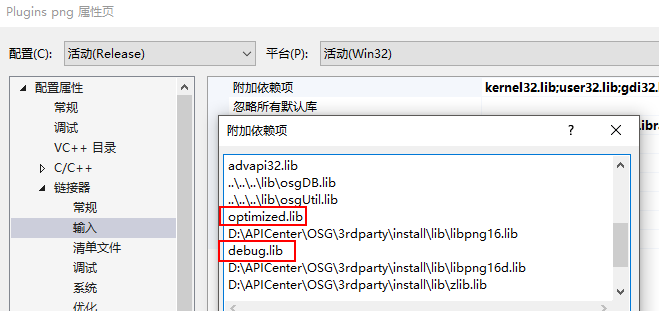 Plugins png 属性页
配置(C): 活动(Release) 平台(P): 活动(Win32)
配置属性
常规
调试
VC++ 目录
C/C++
链接器
常规
输入
清单文件
调试
系统
优化
附加依赖项 kernel32.lib;user32.lib;gdi32.l
忽略所有默认库
附加依赖项 ? ×
advapi32.lib
..\..\..\lib\osgDB.lib
..\..\..\lib\osgUtil.lib
optimized.lib
D:\APICenter\OSG\3rdparty\install\lib\libpng16.lib
debug.lib
D:\APICenter\OSG\3rdparty\install\lib\libpng16d.lib
D:\APICenter\OSG\3rdparty\install\lib\zlib.lib